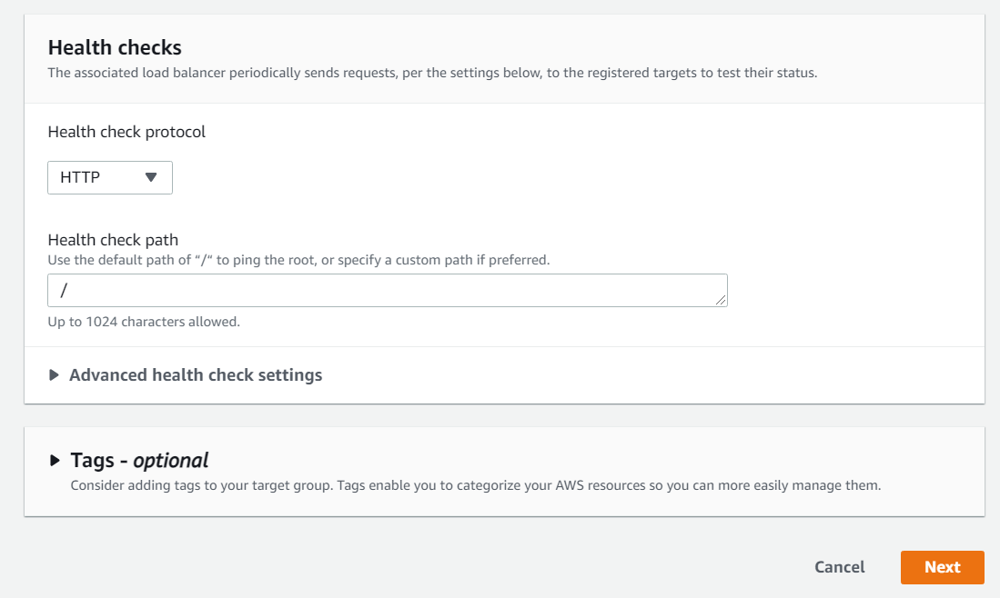 Health checks
The associated load balancer periodically sends requests, per the settings below, to the registered targets to test their status.
Health check protocol
HTTP
Health check path
Use the default path of “/“ to ping the root, or specify a custom path if preferred.
/
Up to 1024 characters allowed.
Advanced health check settings
Tags - optional
Consider adding tags to your target group. Tags enable you to categorize your AWS resources so you can more easily manage them.
Cancel
Next